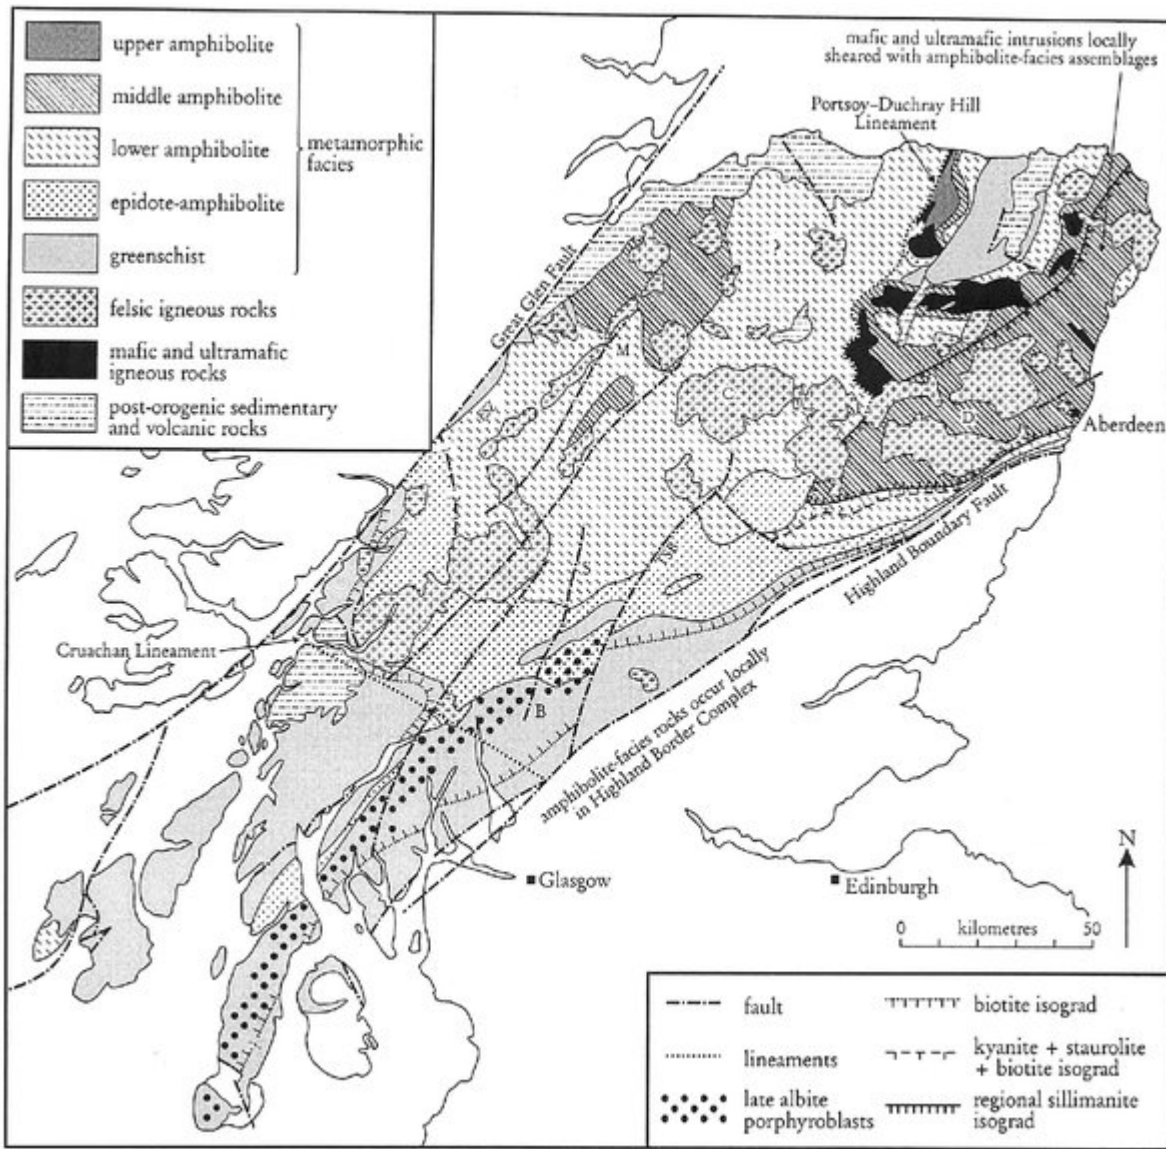 upper amphibolite
middle amphibolite
lower amphibolite
epidote-amphibolite
greenschist
metamorphic
facies
felsic igneous rocks
mafic and ultramafic
igneous rocks
post-orogenic sedimentary
and volcanic rocks
mafic and ultramafic intrusions locally
sheared with amphibolite-facies assemblages
Portsoy–Duchray Hill
Lineament
Great Glen Fault
M
C
D
Aberdeen
Highland Boundary Fault
S
Cruachan Lineament
B
amphibolite-facies rocks occur locally
in Highland Border Complex
Glasgow
Edinburgh
N
0 kilometres 50
fault
lineaments
late albite
porphyroblasts
biotite isograd
kyanite + staurolite
+ biotite isograd
regional sillimanite
isograd